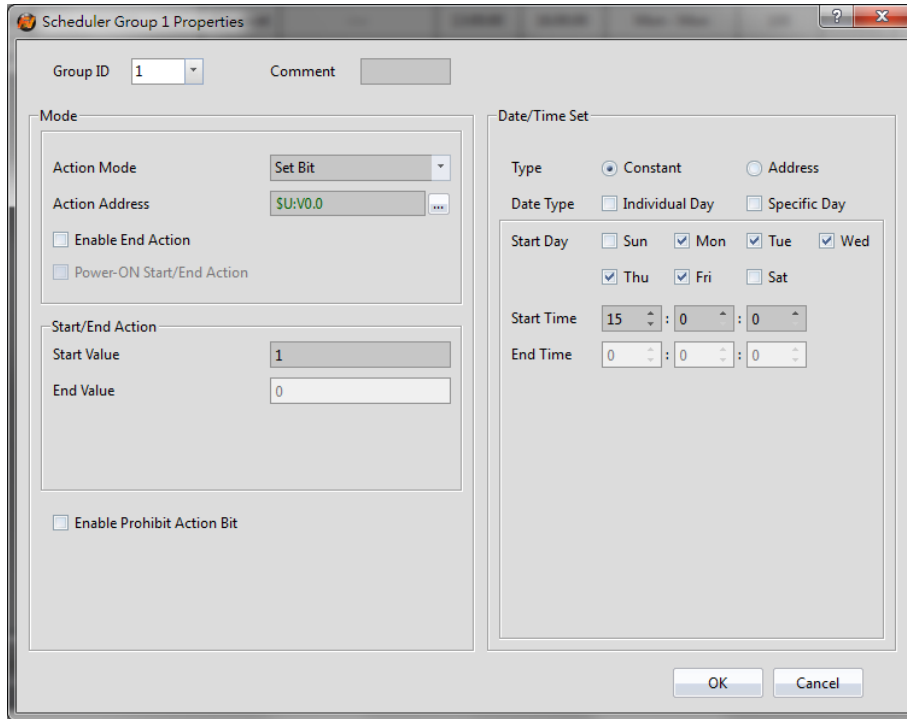 Scheduler Group 1 Properties
Group ID 1 Comment
Mode
Action Mode Set Bit
Action Address $U:V0.0 ...
Enable End Action
Power-ON Start/End Action
Start/End Action
Start Value 1
End Value 0
Enable Prohibit Action Bit
Date/Time Set
Type Constant Address
Date Type Individual Day Specific Day
Start Day Sun Mon Tue Wed
Thu Fri Sat
Start Time 15 : 0 : 0
End Time 0 : 0 : 0
OK Cancel